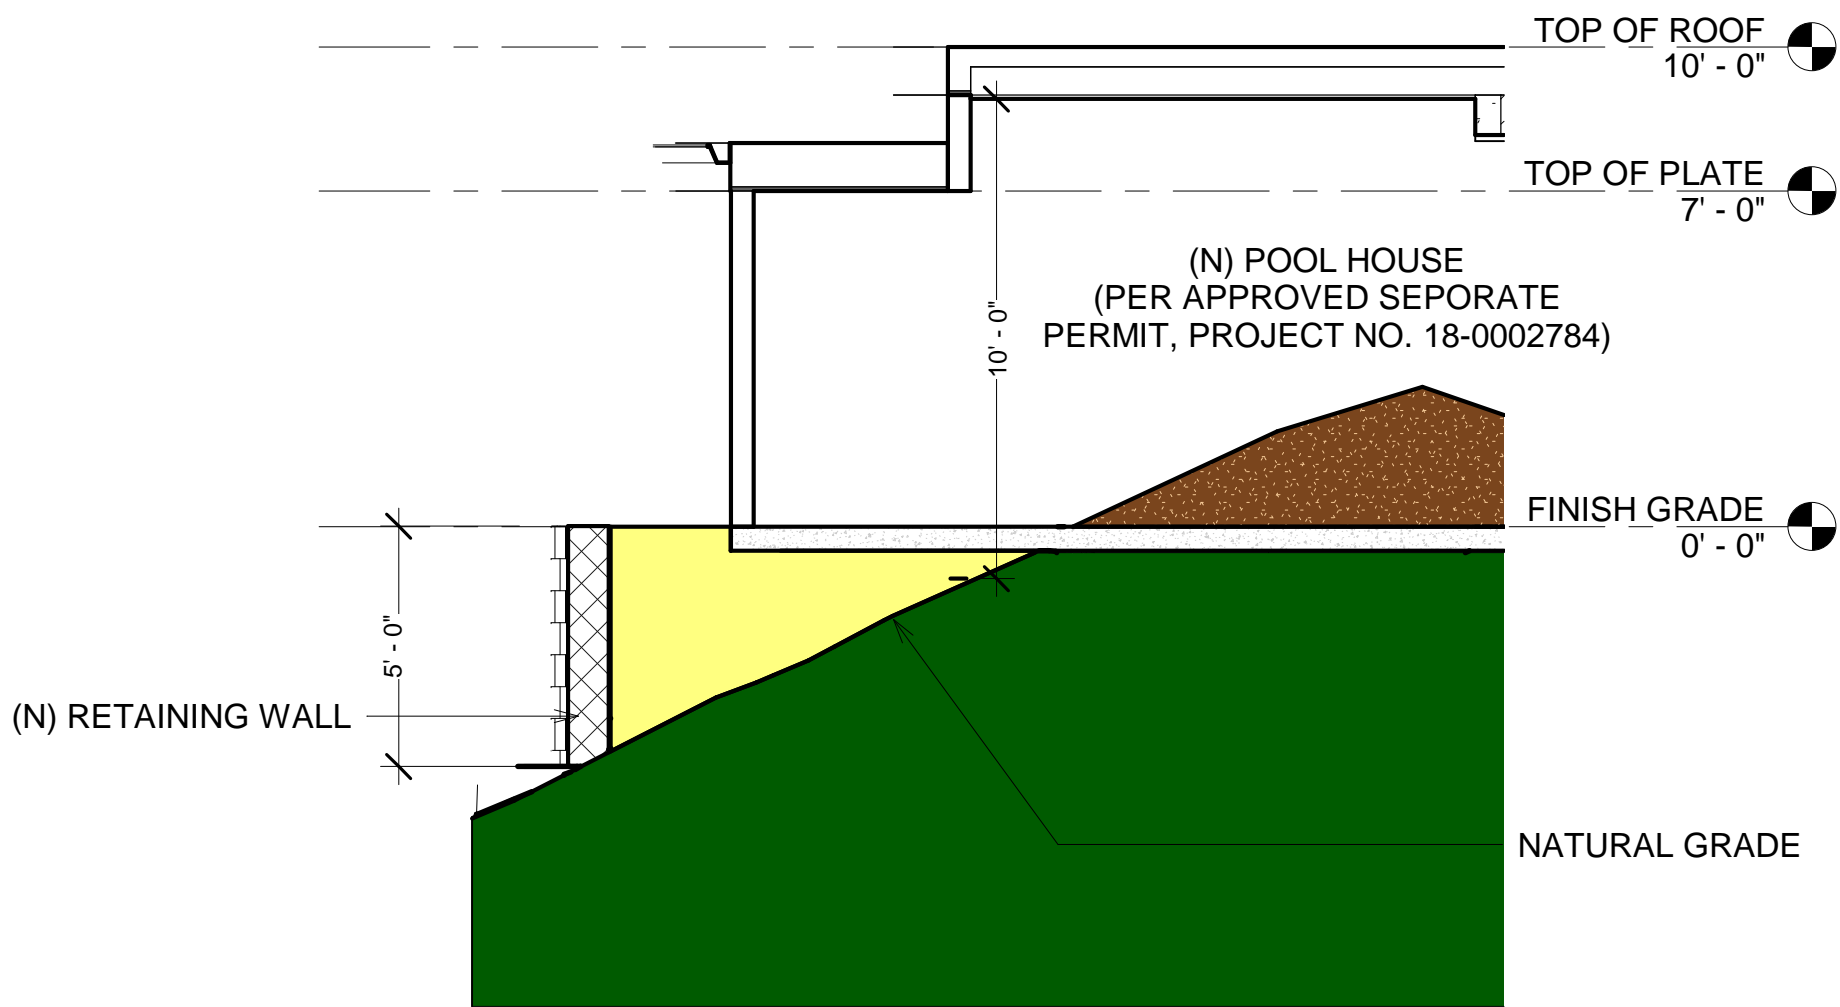 TOP OF ROOF
10' - 0"
TOP OF PLATE
7' - 0"
(N) POOL HOUSE
(PER APPROVED SEPORATE
PERMIT, PROJECT NO. 18-0002784)
10' - 0"
FINISH GRADE
0' - 0"
5' - 0"
(N) RETAINING WALL
NATURAL GRADE